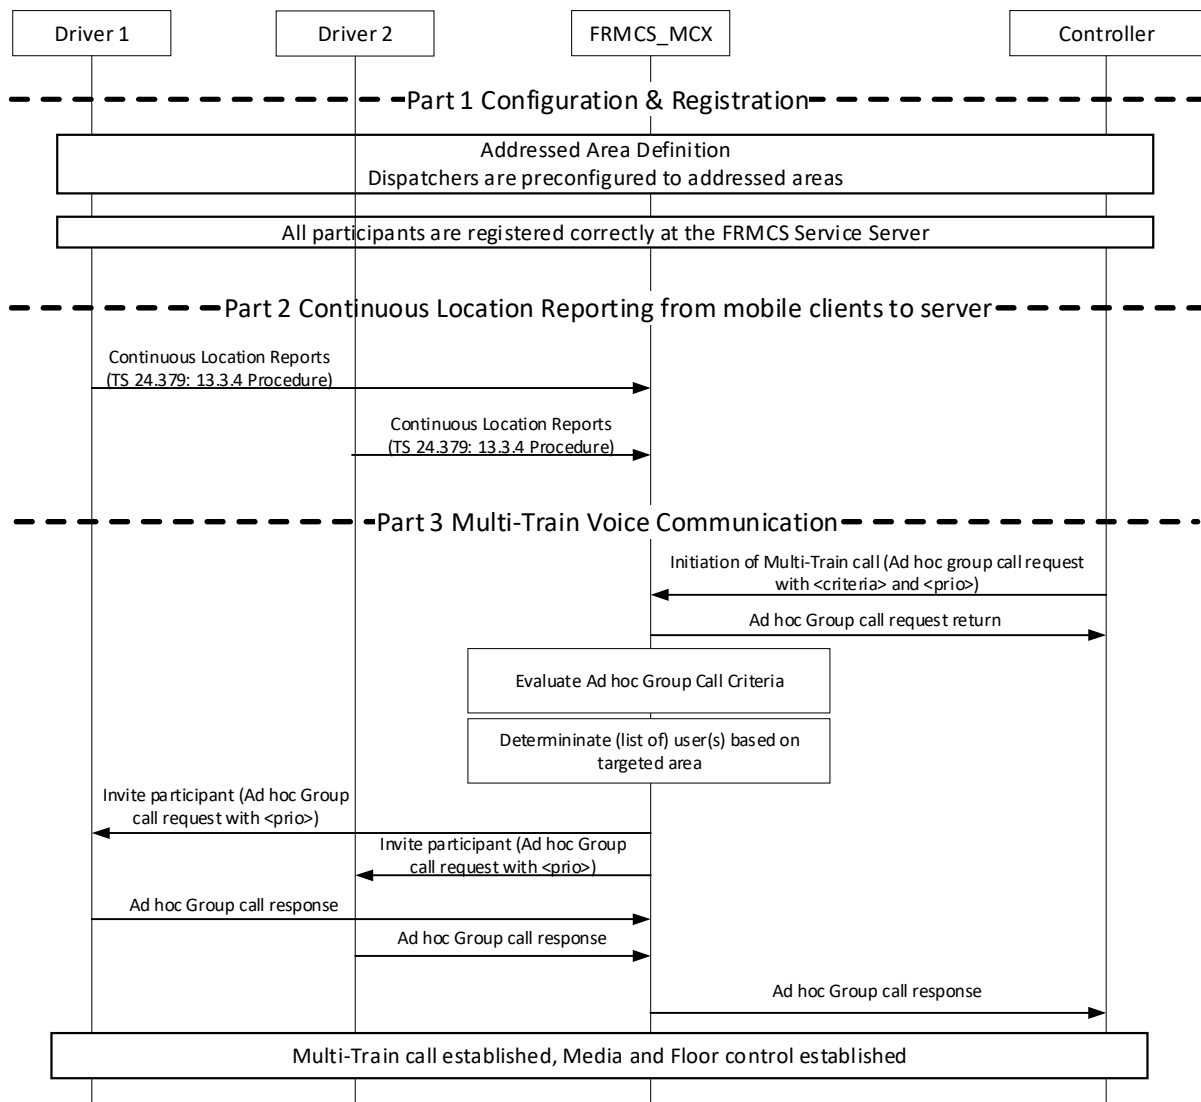 Driver 1
Driver 2
FRMCS_MCX
Controller
Part 1 Configuration & Registration
Addressed Area Definition
Dispatchers are preconfigured to addressed areas
All participants are registered correctly at the FRMCS Service Server
Part 2 Continuous Location Reporting from mobile clients to server
Continuous Location Reports
(TS 24.379: 13.3.4 Procedure)
Continuous Location Reports
(TS 24.379: 13.3.4 Procedure)
Part 3 Multi-Train Voice Communication
Initiation of Multi-Train call (Ad hoc group call request
with <criteria> and <prio>)
Ad hoc Group call request return
Evaluate Ad hoc Group Call Criteria
Determininate (list of) user(s) based on
targeted area
Invite participant (Ad hoc Group
call request with <prio>)
Invite participant (Ad hoc Group
call request with <prio>)
Ad hoc Group call response
Ad hoc Group call response
Ad hoc Group call response
Multi-Train call established, Media and Floor control established